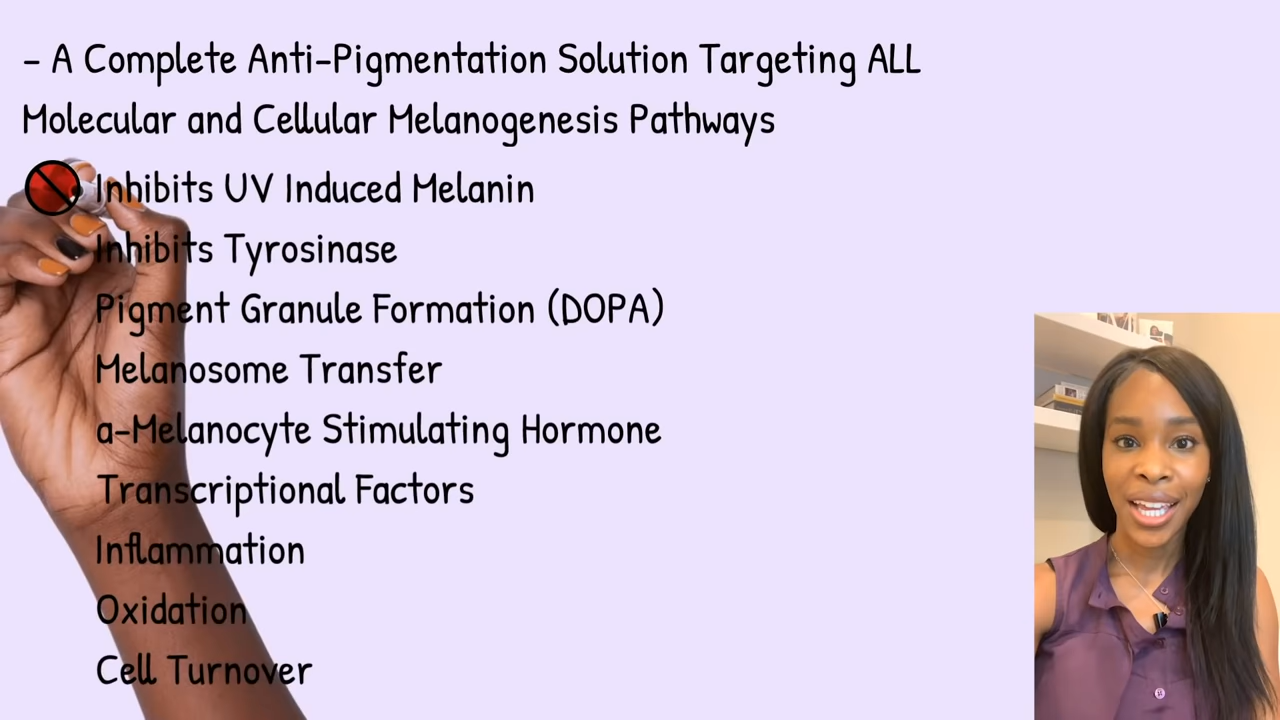 - A Complete Anti-Pigmentation Solution Targeting ALL
Molecular and Cellular Melanogenesis Pathways
Inhibits UV Induced Melanin
Inhibits Tyrosinase
Pigment Granule Formation (DOPA)
Melanosome Transfer
a-Melanocyte Stimulating Hormone
Transcriptional Factors
Inflammation
Oxidation
Cell Turnover